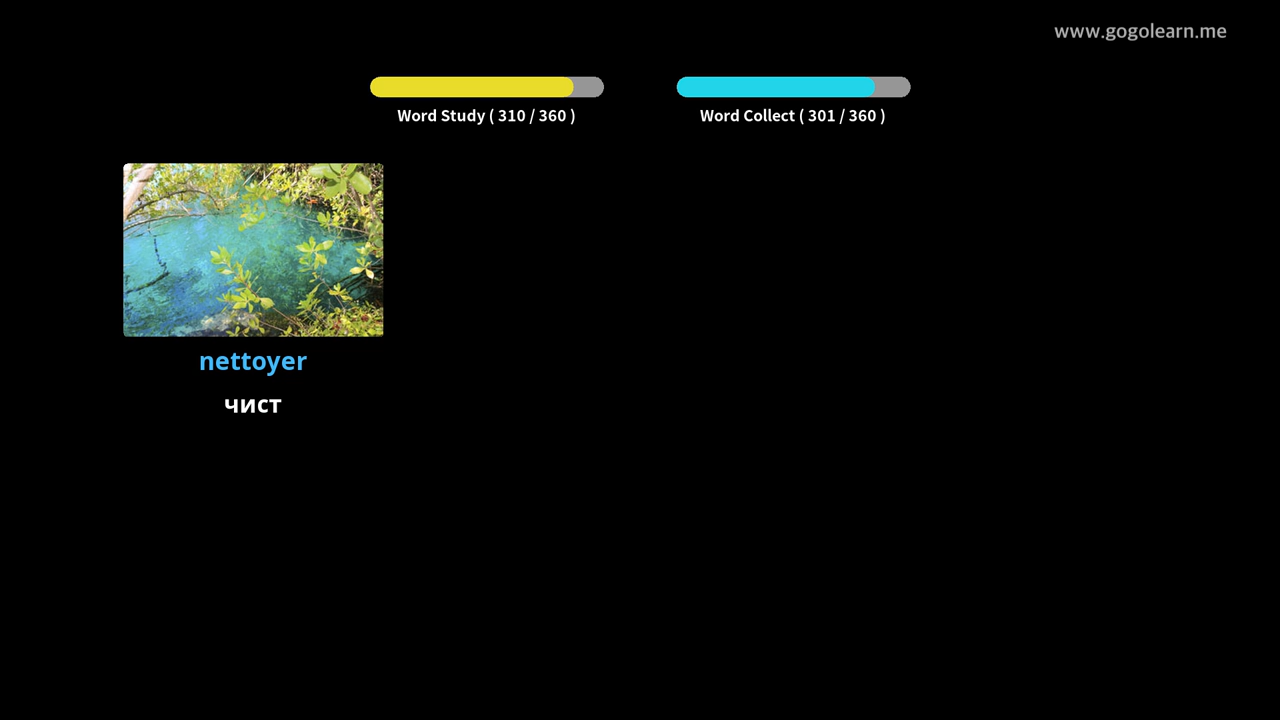 www.gogolearn.me
Word Study ( 310 / 360 )
Word Collect ( 301 / 360 )
nettoyer
чист